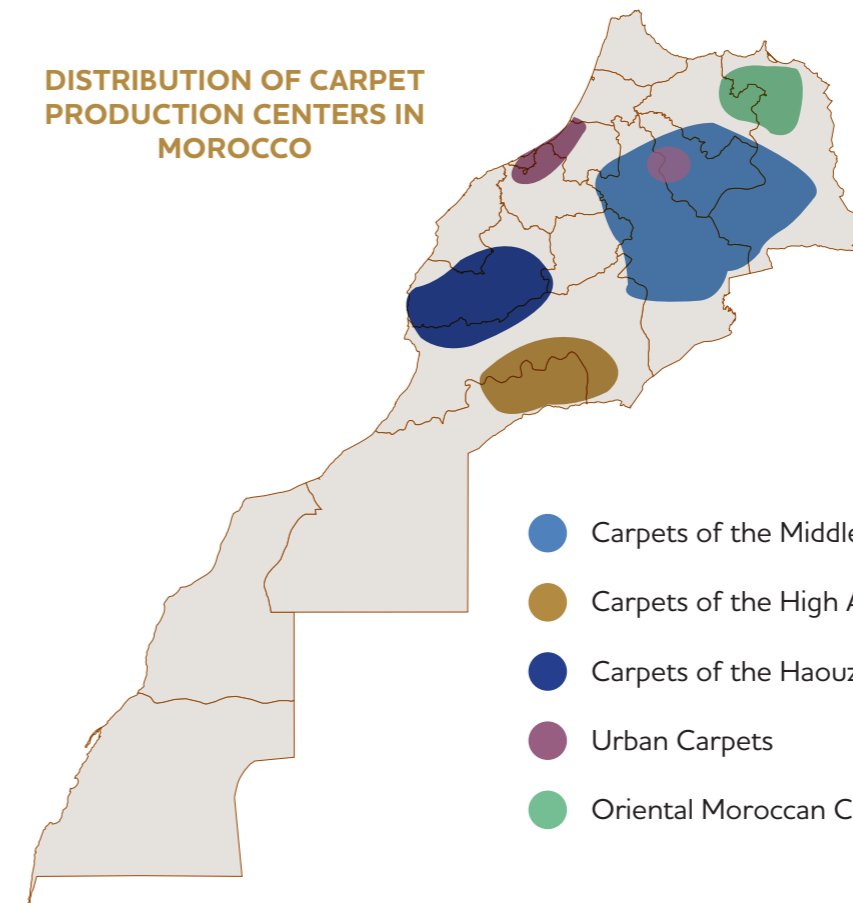 DISTRIBUTION OF CARPET
PRODUCTION CENTERS IN
MOROCCO
Carpets of the Middle
Carpets of the High
Carpets of the Haouz
Urban Carpets
Oriental Moroccan